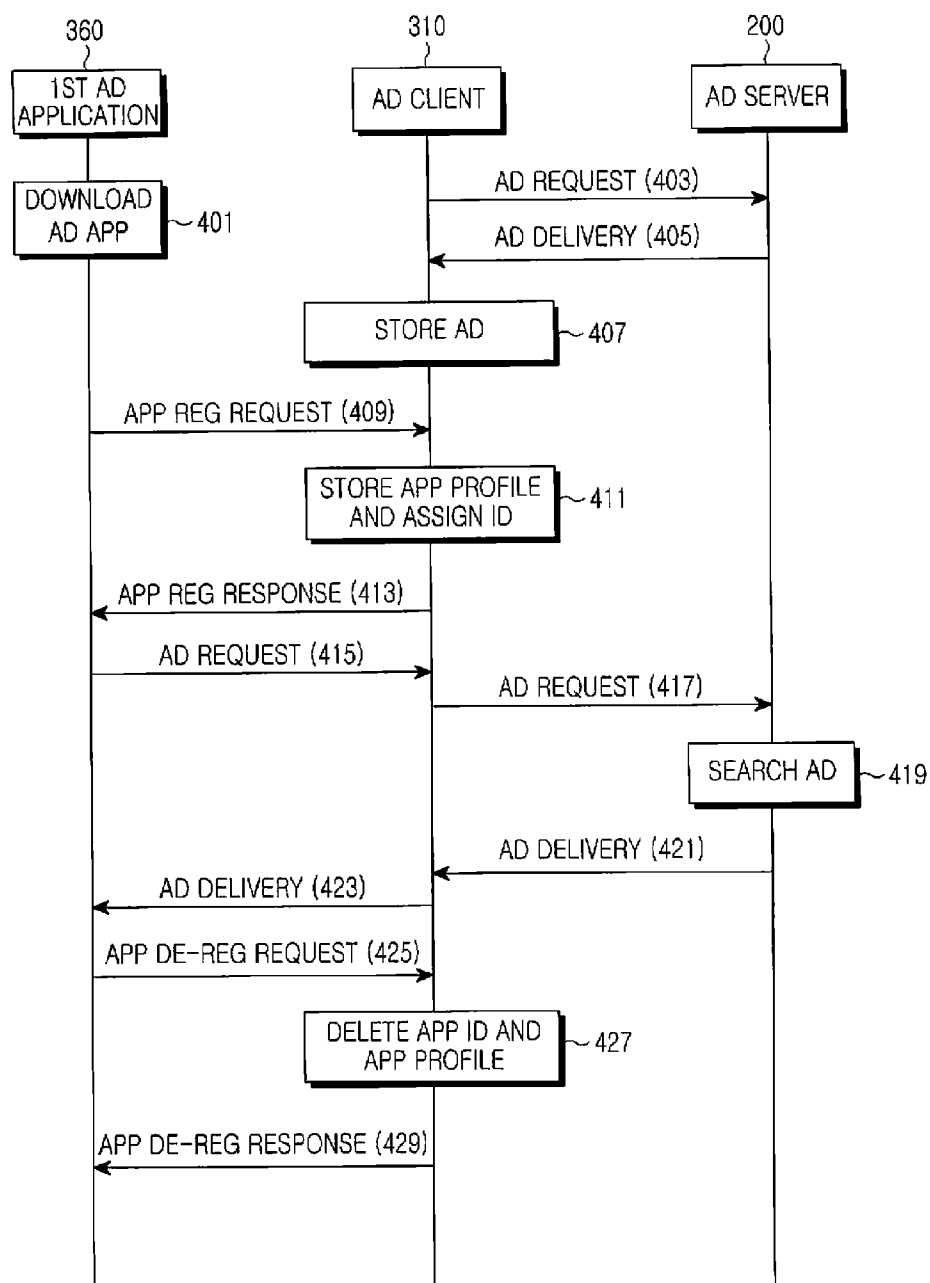 360
310
200
1ST AD
APPLICATION
AD CLIENT
AD SERVER
DOWNLOAD
AD APP
401
AD REQUEST (403)
AD DELIVERY (405)
STORE AD
407
APP REG REQUEST (409)
STORE APP PROFILE
AND ASSIGN ID
411
APP REG RESPONSE (413)
AD REQUEST (415)
AD REQUEST (417)
SEARCH AD
419
AD DELIVERY (421)
AD DELIVERY (423)
APP DE-REG REQUEST (425)
DELETE APP ID AND
APP PROFILE
427
APP DE-REG RESPONSE (429)